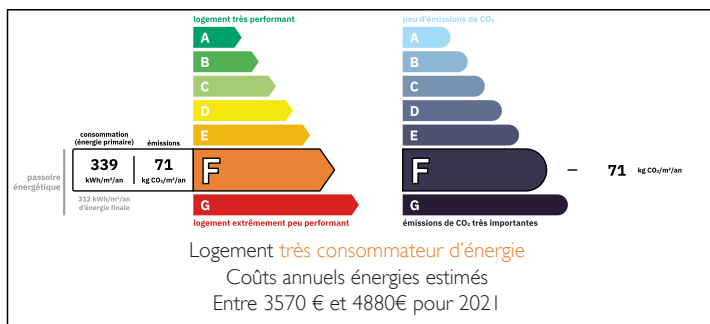 logement très performant
A
B
C
D
E
consommation
(énergie primaire)
émissions
339
kWh/m²/an
71
kg CO₂/m²/an
F
passoire
énergétique
312 kWh/m²/an
d'énergie finale
G
logement extrêmement peu performant
peu d'émissions de CO₂
A
B
C
D
E
F
71 kg CO₂/m²/an
G
émissions de CO₂ très importantes
Logement très consommateur d'énergie
Coûts annuels énergies estimés
Entre 3570 € et 4880€ pour 2021